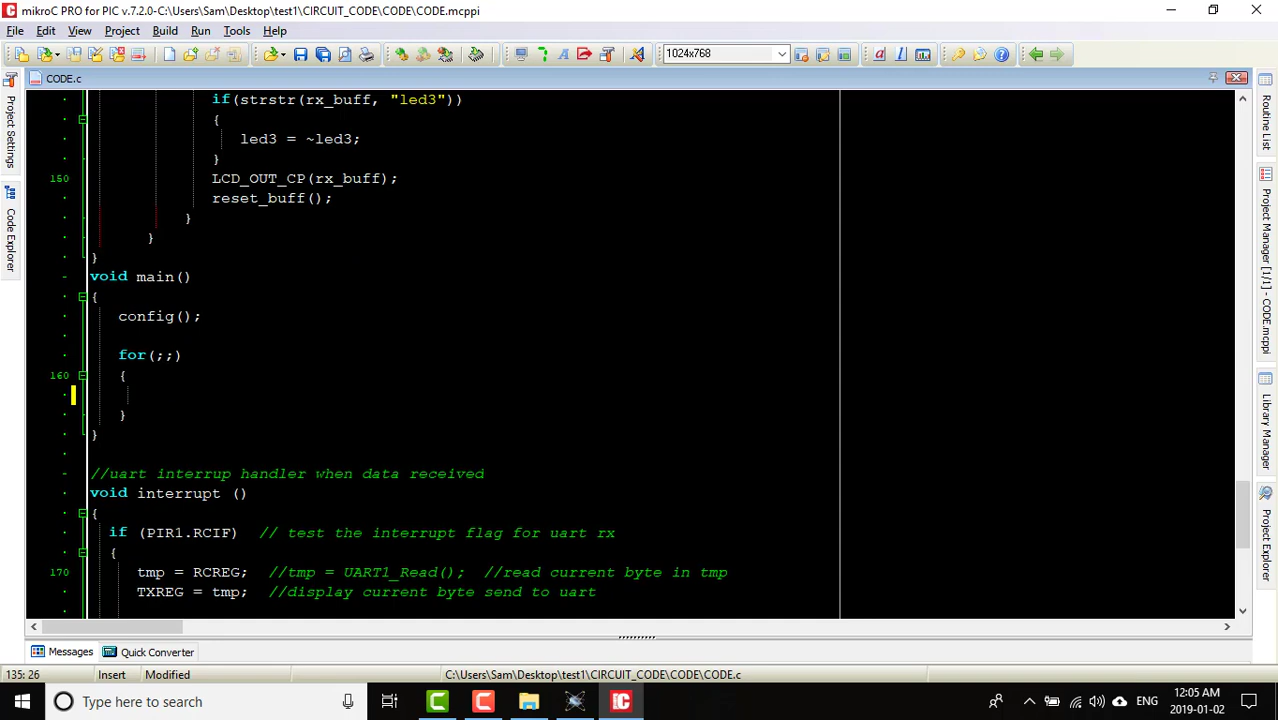 mikroC PRO for PIC v.7.2.0-C:\Users\Sam\Desktop\test1\CIRCUIT_CODE\CODE\CODE.mcppi
File Edit View Project Build Run Tools Help
1024x768
CODE.c
if(strstr(rx_buff, "led3"))
{
led3 = ~led3;
}
150 LCD_OUT_CP(rx_buff);
reset_buff();
}
}
}
void main()
{
config();
for(;;)
160 {
}
}
//uart interrup handler when data received
void interrupt ()
{
if (PIR1.RCIF) // test the interrupt flag for uart rx
{
170 tmp = RCREG; //tmp = UART1_Read(); //read current byte in tmp
TXREG = tmp; //display current byte send to uart
Project Settings
Code Explorer
Routine List
Project Manager [1/1] - CODE.mcppi
Library Manager
Project Explorer
Messages Quick Converter
135: 26 Insert Modified C:\Users\Sam\Desktop\test1\CIRCUIT_CODE\CODE\CODE.c
Type here to search
ENG
12:05 AM
2019-01-02